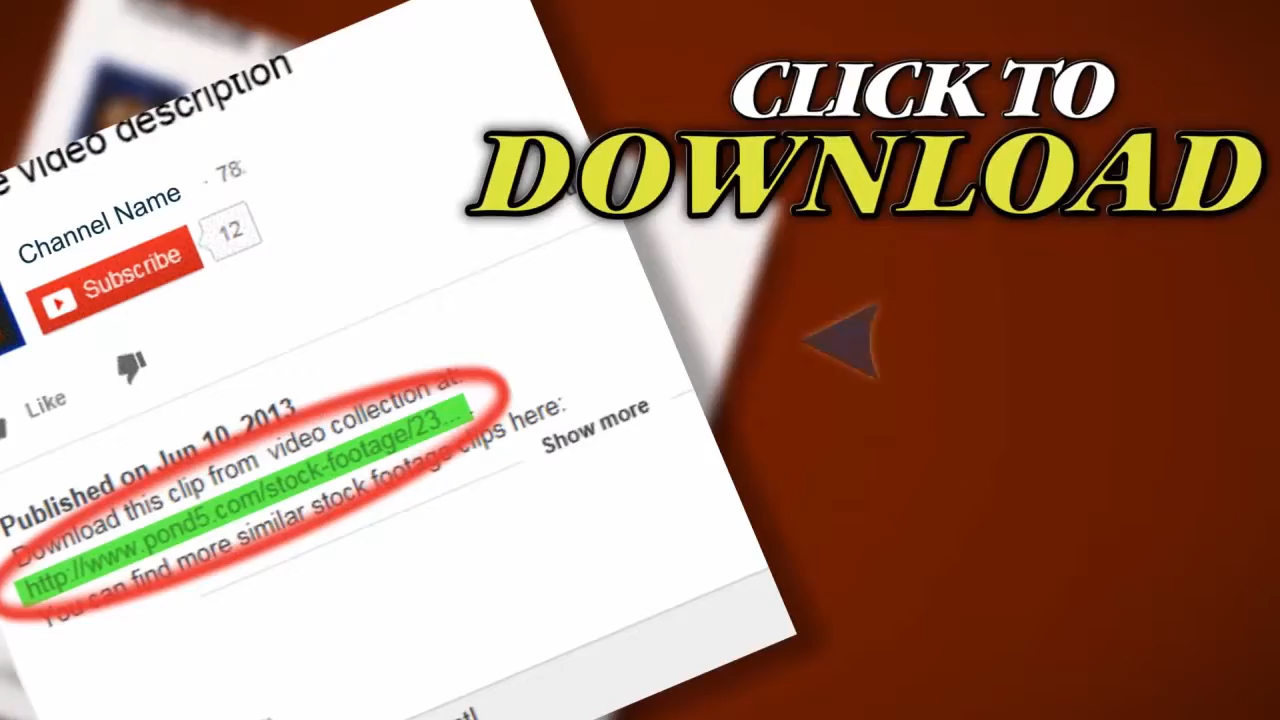 CLICK TO
DOWNLOAD
e video description
Channel Name
78
Subscribe
12
Like
Published on Jun 10, 2013
Download this clip from video collection at:
http://www.pond5.com/stock-footage/23...
You can find more similar stock footage clips here:
Show more